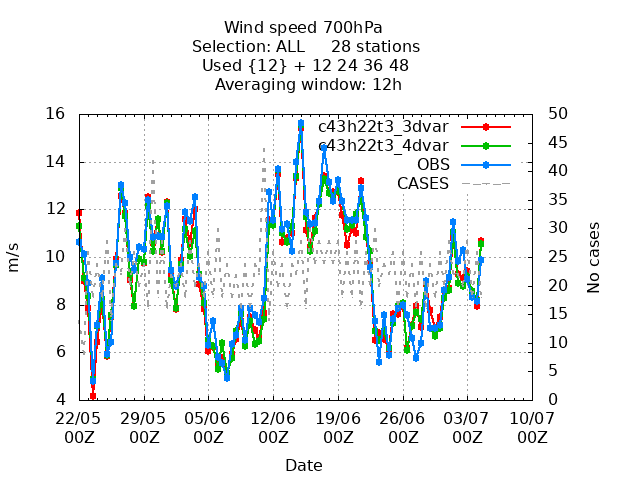 Wind speed 700hPa
Selection: ALL 28 stations
Used {12} + 12 24 36 48
Averaging window: 12h
16
14
12
10
8
6
4
m/s
50
45
40
35
30
25
20
15
10
5
0
No cases
c43h22t3_3dvar
c43h22t3_4dvar
OBS
CASES
22/05 29/05 05/06 12/06 19/06 26/06 03/07 10/07
00Z 00Z 00Z 00Z 00Z 00Z 00Z 00Z
Date